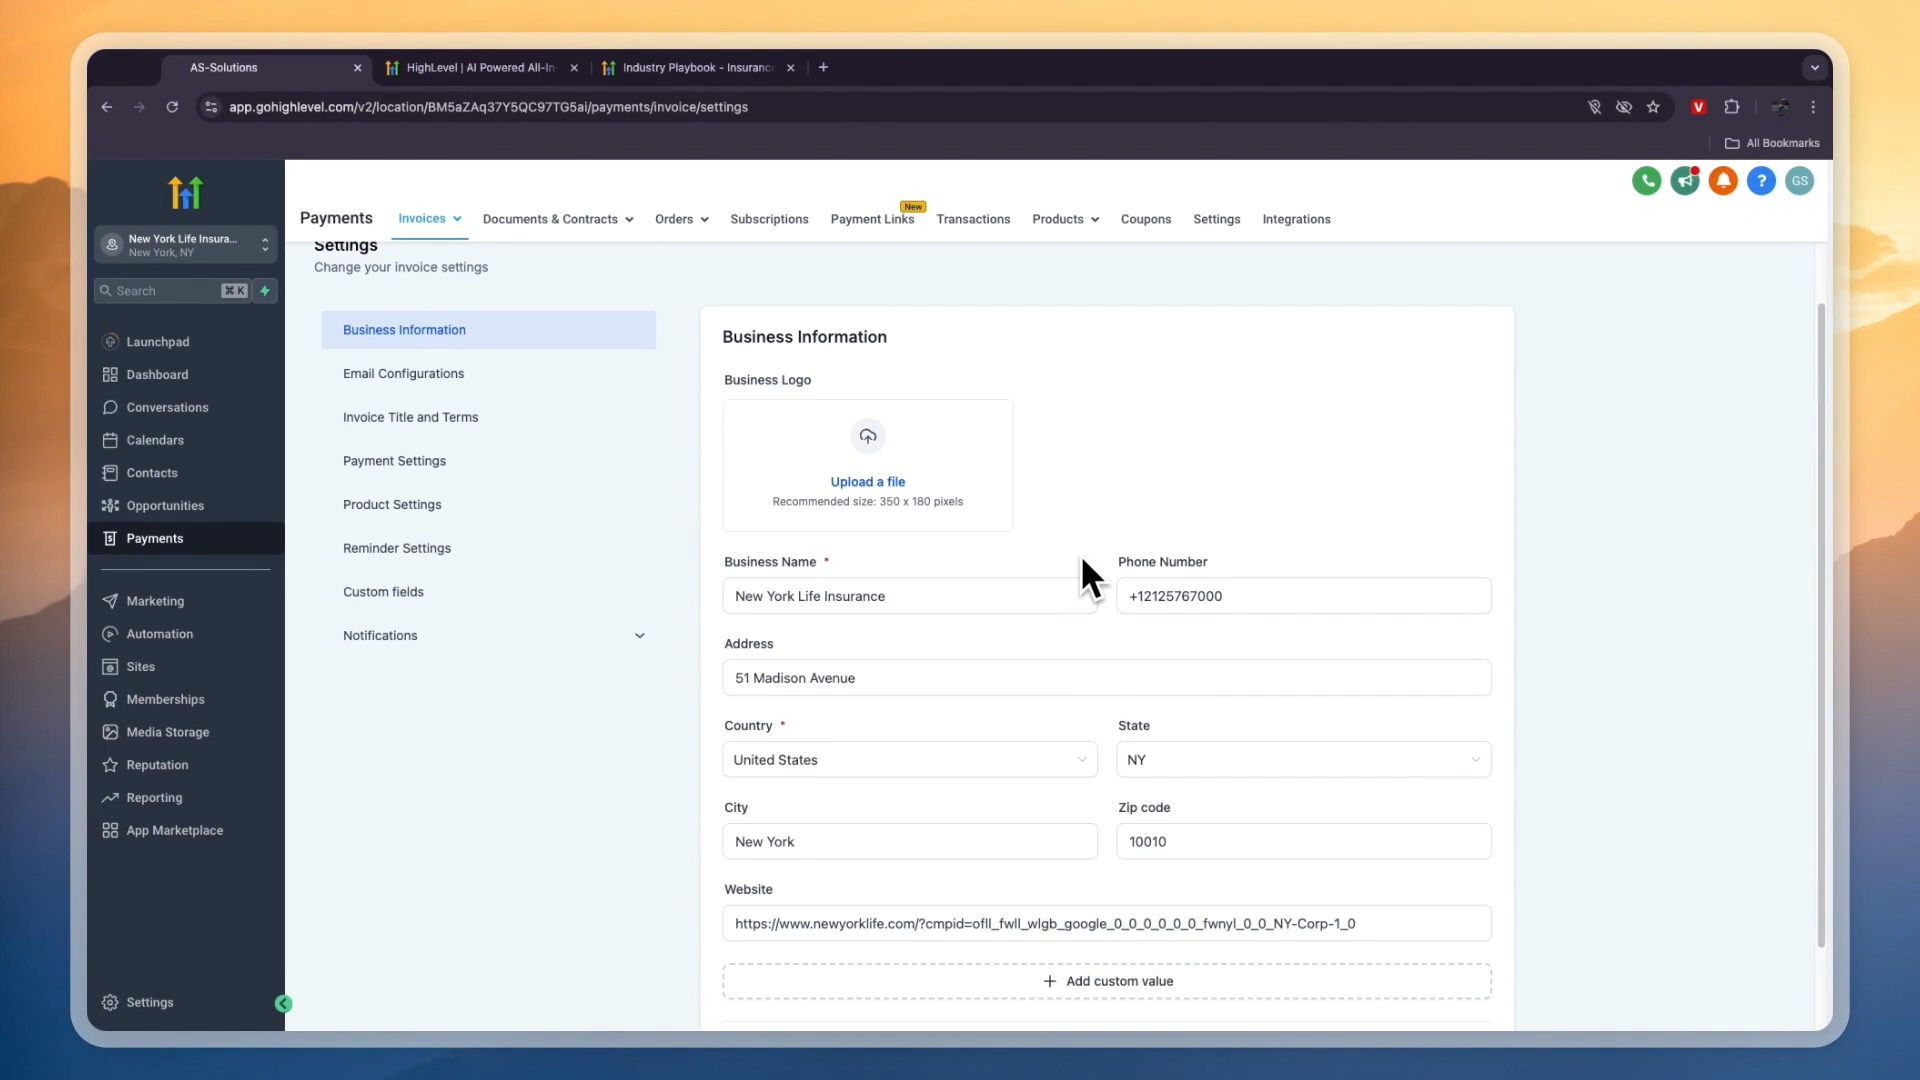 AS-Solutions
HighLevel | AI Powered All-In-
Industry Playbook - Insuranc
app.gohighlevel.com/v2/location/BM5aZAq37Y5QC97TG5ai/payments/invoice/settings
V
All Bookmarks
GS
Payments
Invoices
Documents & Contracts
Orders
Subscriptions
Payment Links
New
Transactions
Products
Coupons
Settings
Integrations
New York Life Insura...
New York, NY
Search
⌘ K
Launchpad
Dashboard
Conversations
Calendars
Contacts
Opportunities
Payments
Marketing
Automation
Sites
Memberships
Media Storage
Reputation
Reporting
App Marketplace
Settings
Settings
Change your invoice settings
Business Information
Email Configurations
Invoice Title and Terms
Payment Settings
Product Settings
Reminder Settings
Custom fields
Notifications
Business Information
Business Logo
Upload a file
Recommended size: 350 x 180 pixels
Business Name *
New York Life Insurance
Phone Number
+12125767000
Address
51 Madison Avenue
Country *
United States
State
NY
City
New York
Zip code
10010
Website
https://www.newyorklife.com/?cmpid=ofll_fwll_wlgb_google_0_0_0_0_0_0_fwnyl_0_0_NY-Corp-1_0
+ Add custom value